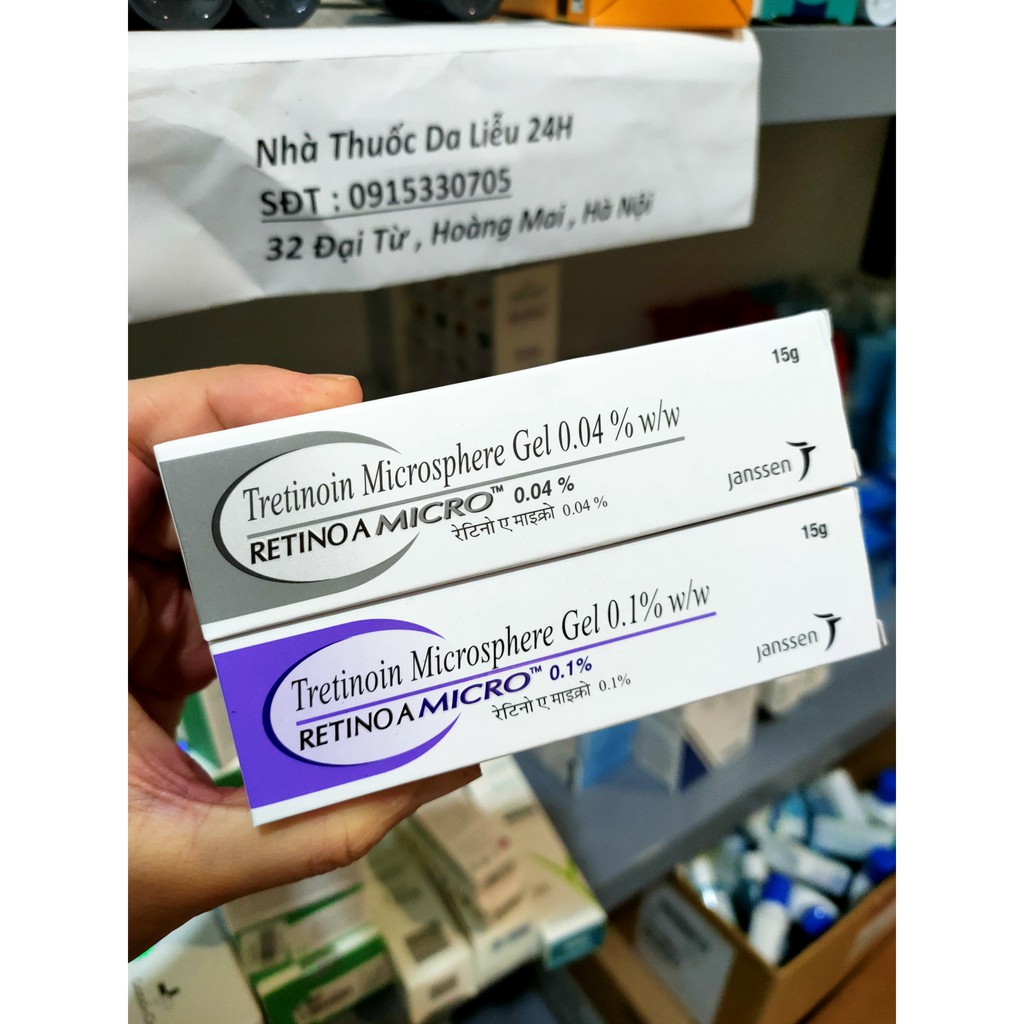 Nhà Thuốc Da Liễu 24H
SĐT : 0915330705
32 Đại Từ , Hoàng Mai , Hà Nội
15g
Tretinoin Microsphere Gel 0.04 % w/w
RETINO A MICRO™ 0.04 %
रेटिनो ए माइक्रो 0.04 %
Janssen
15g
Tretinoin Microsphere Gel 0.1% w/w
RETINO A MICRO™ 0.1%
रेटिनो ए माइक्रो 0.1%
Janssen